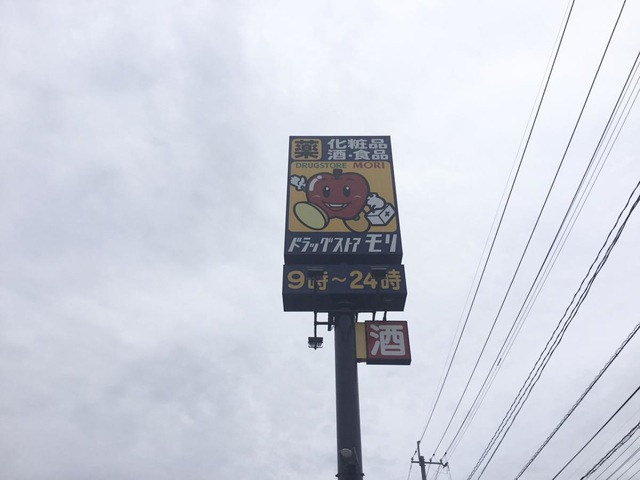 薬 化粧品
酒・食品
DRUGSTORE MORI
ドラッグストア モリ
9時～24時
酒